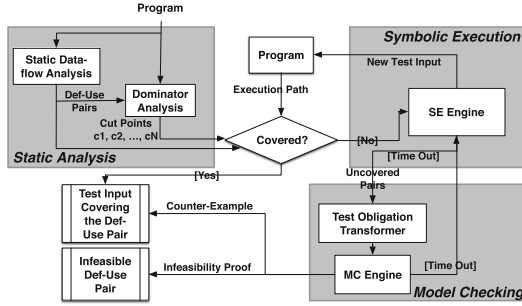 Program
Static Data-
flow Analysis
Def-Use
Pairs
Dominator
Analysis
Cut Points
c1, c2, ..., cN
Static Analysis
Program
Execution Path
Covered?
[Yes]
[No]
Symbolic Execution
New Test Input
SE Engine
[Time Out]
Uncovered
Pairs
Test Obligation
Transformer
MC Engine
[Time Out]
Model Checking
Counter-Example
Infeasibility Proof
Test Input
Covering
the Def-
Use Pair
Infeasible
Def-Use
Pair